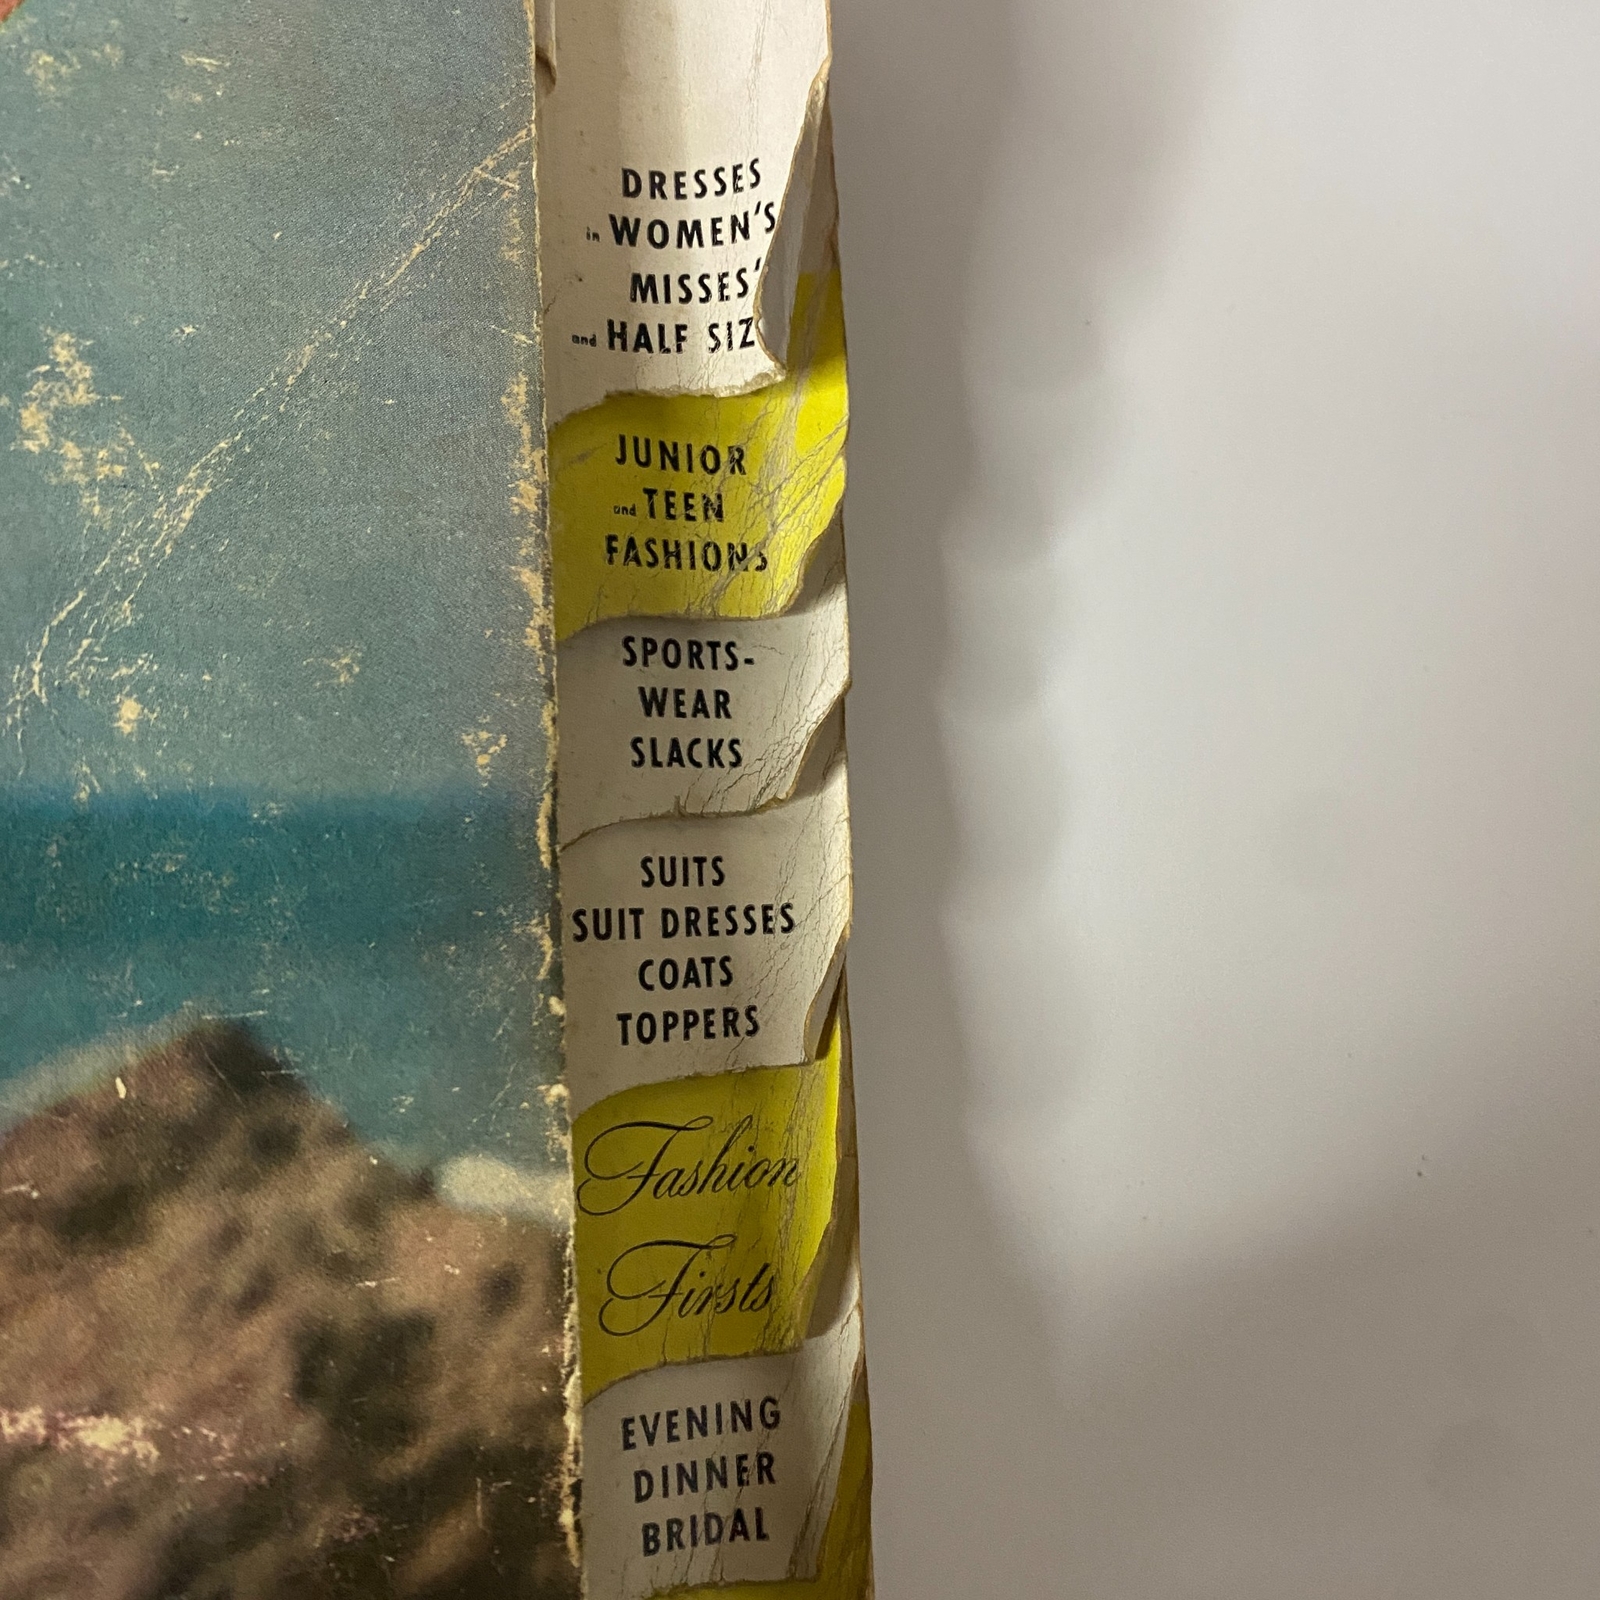 DRESSES
in WOMEN'S
MISSES'
and HALF SIZ
JUNIOR
and TEEN
FASHIONS
SPORTS-
WEAR
SLACKS
SUITS
SUIT DRESSES
COATS
TOPPERS
Fashion
Firsts
EVENING
DINNER
BRIDAL